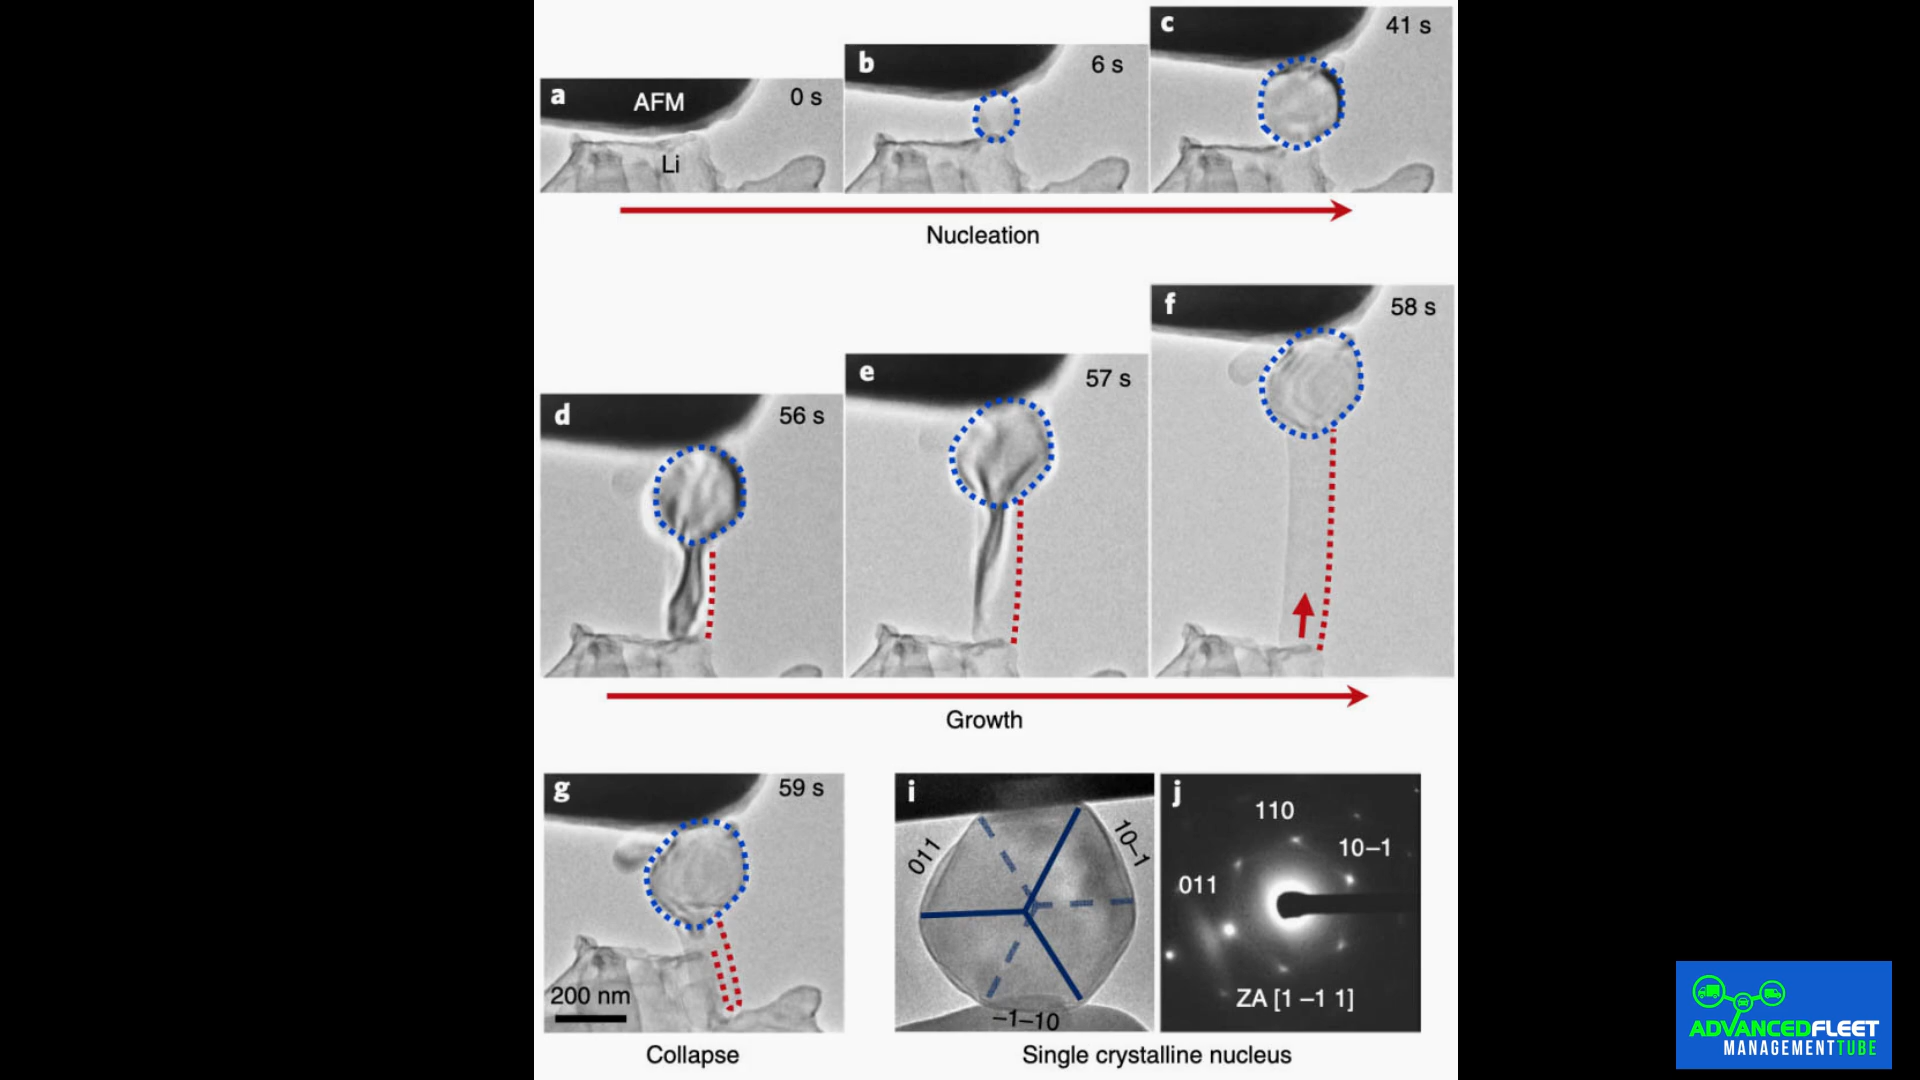 a
AFM
0 s
Li
b
6 s
c
41 s
Nucleation
d
56 s
e
57 s
f
58 s
Growth
g
59 s
200 nm
Collapse
i
011
10–1
–1–10
j
110
10–1
011
ZA [1 –1 1]
Single crystalline nucleus
ADVANCEDFLEET
MANAGEMENTTUBE